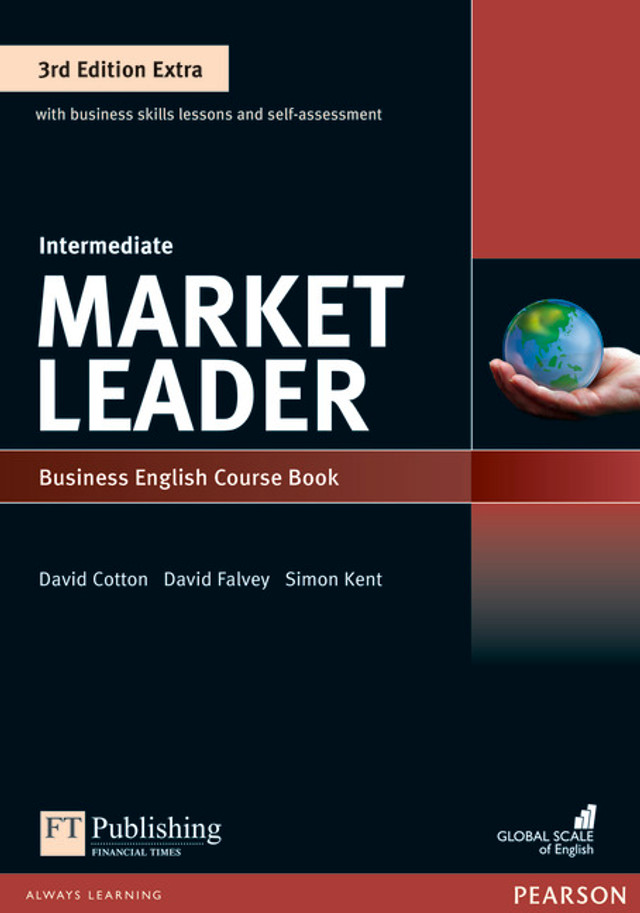 3rd Edition Extra
with business skills lessons and self-assessment
Intermediate
MARKET
LEADER
Business English Course Book
David Cotton David Falvey Simon Kent
FT Publishing
FINANCIAL TIMES
GLOBAL SCALE
of English
ALWAYS LEARNING
PEARSON